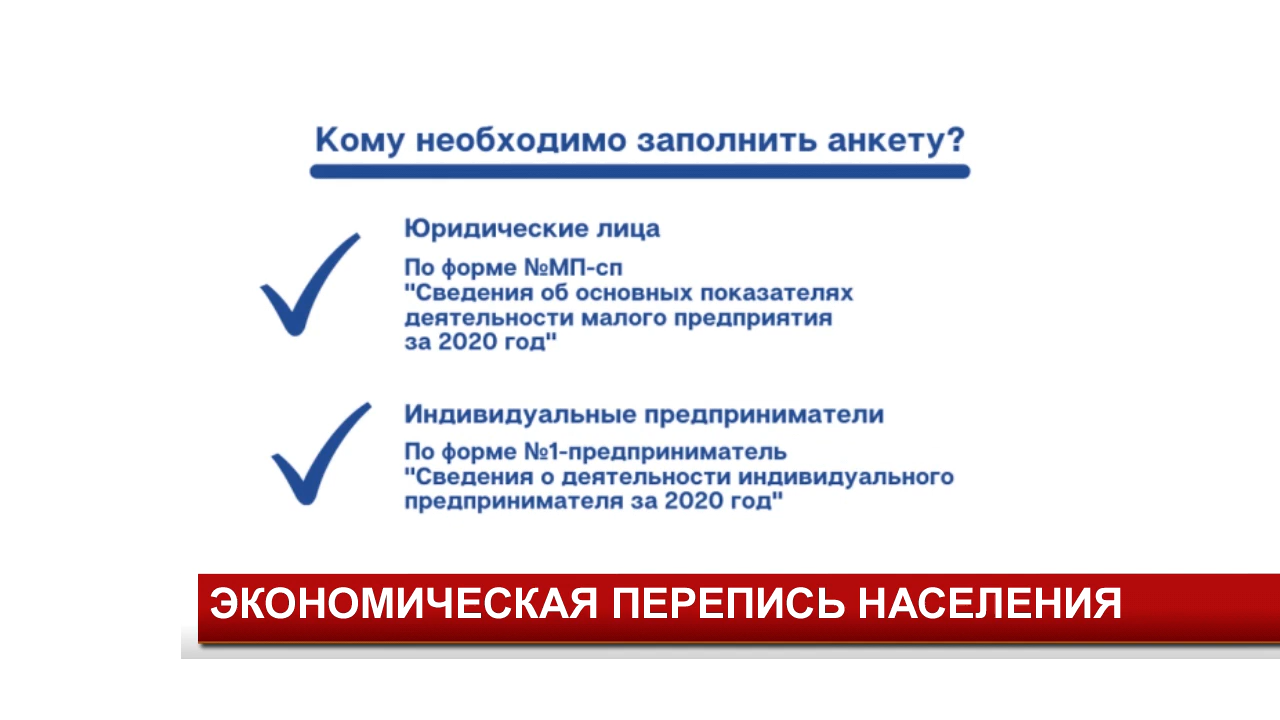 Кому необходимо заполнить анкету?
Юридические лица
По форме №МП-сп
"Сведения об основных показателях
деятельности малого предприятия
за 2020 год"
Индивидуальные предприниматели
По форме №1-предприниматель
"Сведения о деятельности индивидуального
предпринимателя за 2020 год"
ЭКОНОМИЧЕСКАЯ ПЕРЕПИСЬ НАСЕЛЕНИЯ